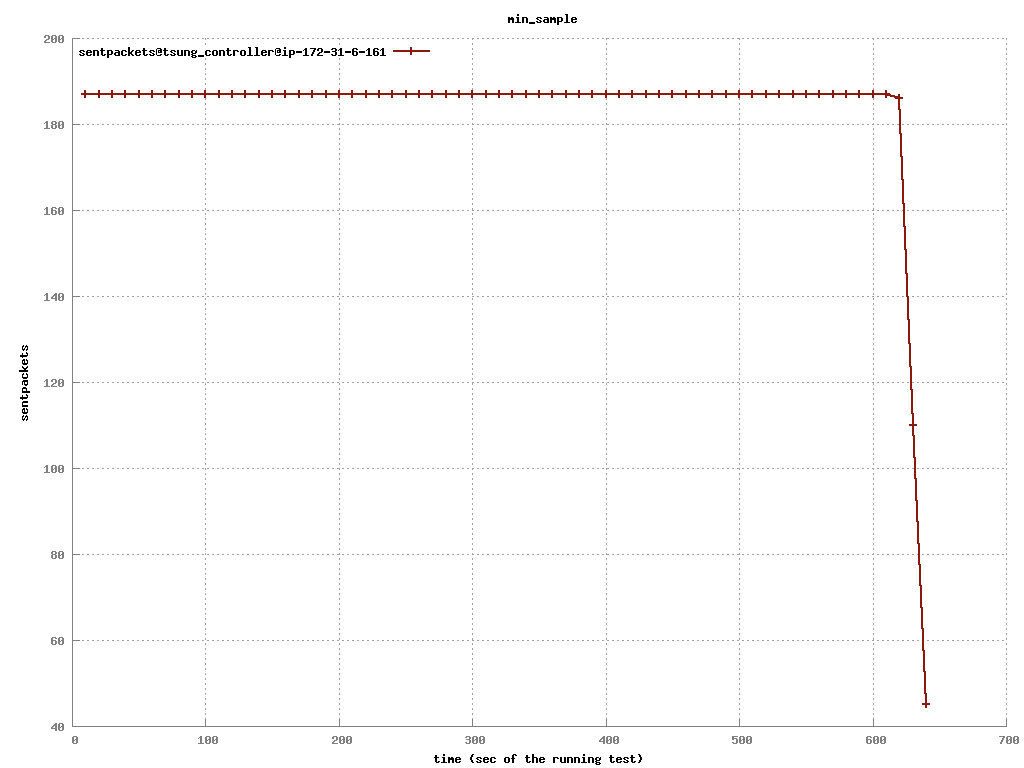 min_sample
200
sentpackets@tsung_controller@ip-172-31-6-161
180
160
140
120
100
80
60
40
sentpackets
0 100 200 300 400 500 600 700
time (sec of the running test)